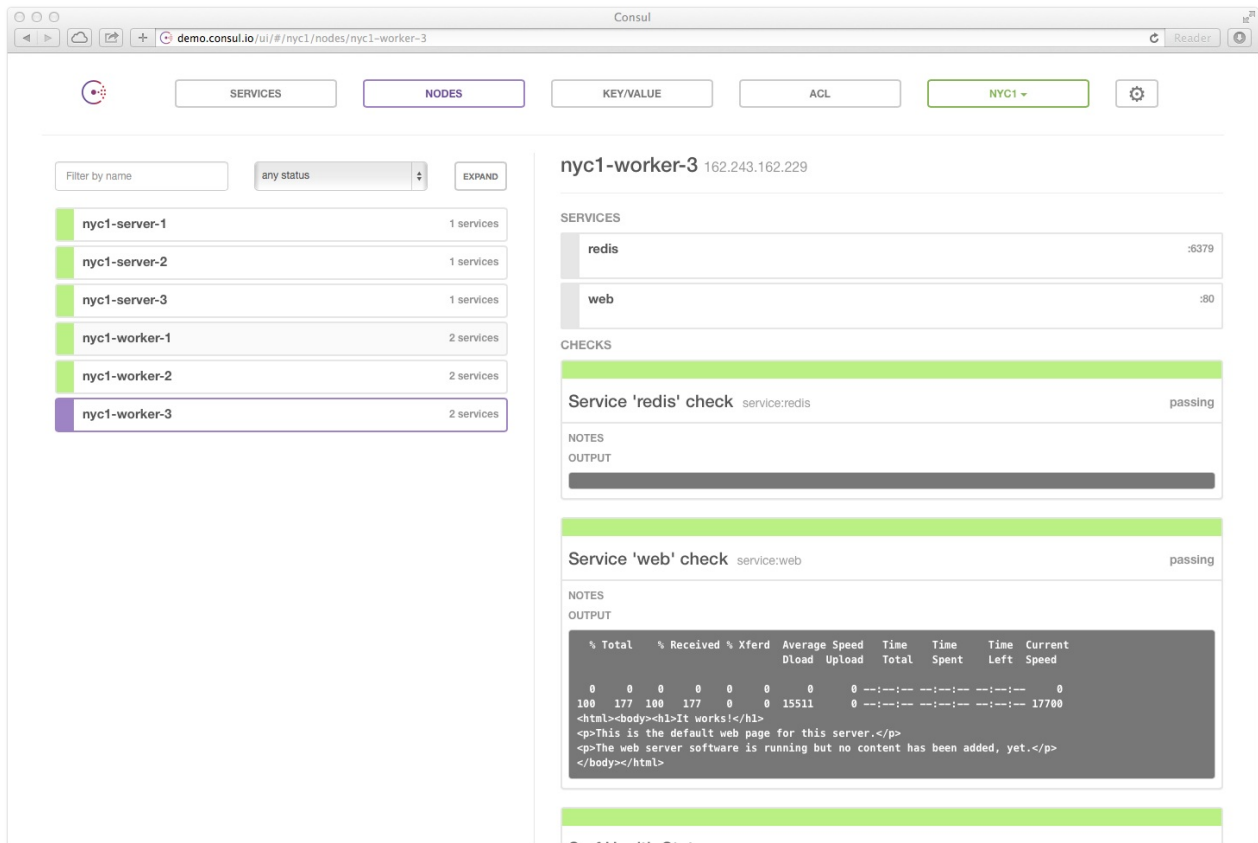 Consul
demo.consul.io/ui/#/nyc1/nodes/nyc1-worker-3
Reader
SERVICES
NODES
KEY/VALUE
ACL
NYC1
Filter by name
any status
EXPAND
nyc1-server-1 1 services
nyc1-server-2 1 services
nyc1-server-3 1 services
nyc1-worker-1 2 services
nyc1-worker-2 2 services
nyc1-worker-3 2 services
nyc1-worker-3 162.243.162.229
SERVICES
redis :6379
web :80
CHECKS
Service 'redis' check service:redis passing
NOTES
OUTPUT
Service 'web' check service:web passing
NOTES
OUTPUT
% Total % Received % Xferd Average Speed Time Time Time Current
Dload Upload Total Spent Left Speed
0 0 0 0 0 0 0 0 --:--:-- --:--:-- --:--:-- 0
100 177 100 177 0 0 15511 0 --:--:-- --:--:-- --:--:-- 17700
<html><body><h1>It works!</h1>
<p>This is the default web page for this server.</p>
<p>The web server software is running but no content has been added, yet.</p>
</body></html>